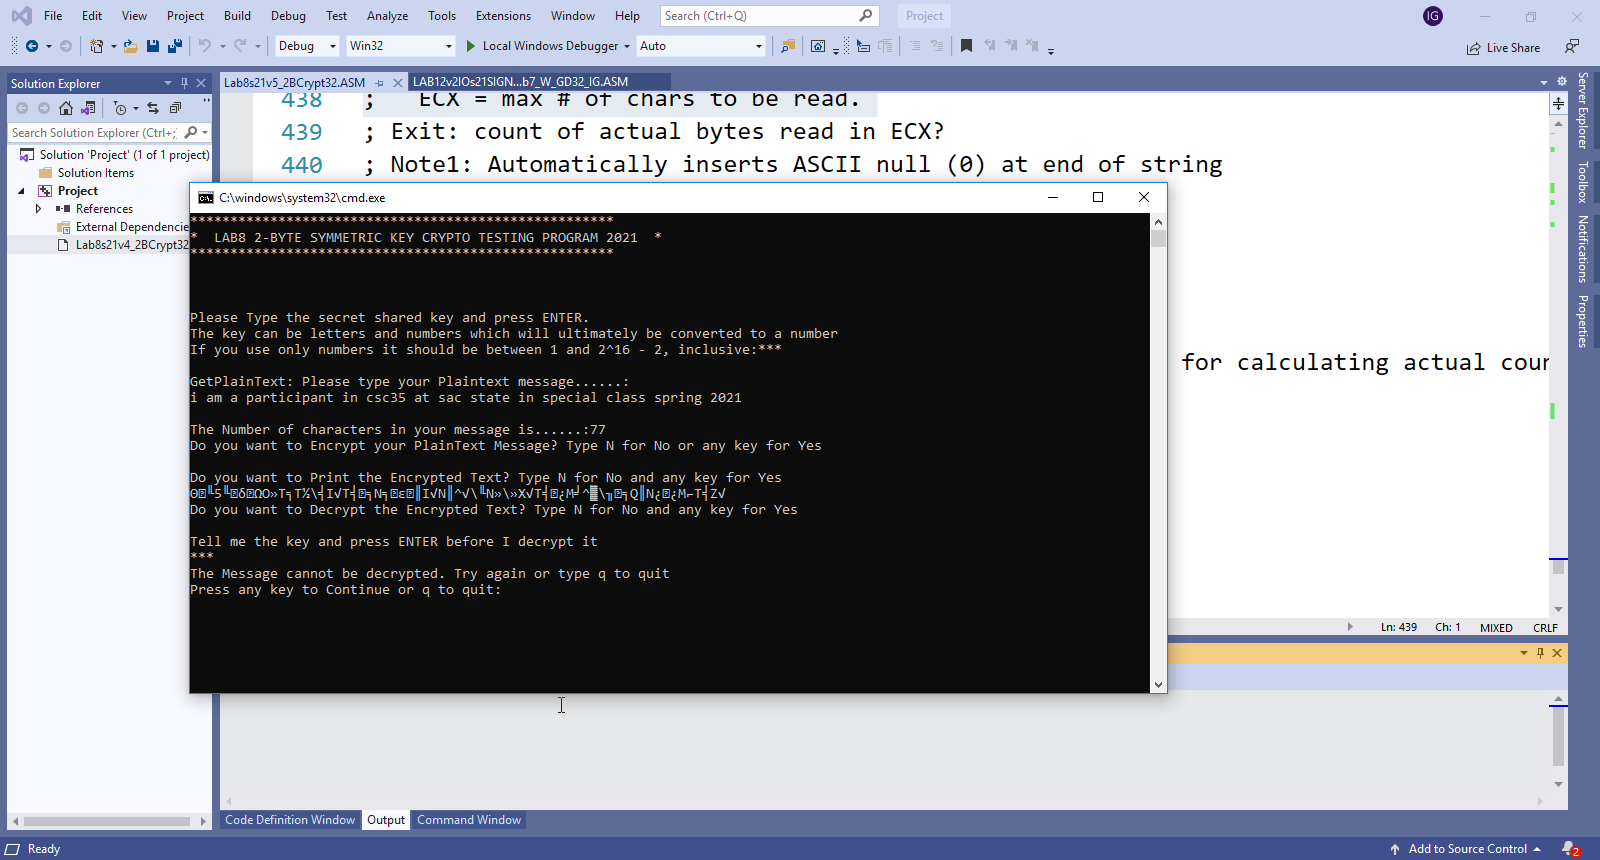 File Edit View Project Build Debug Test Analyze Tools Extensions Window Help Search (Ctrl+Q) Project IG
Debug Win32 Local Windows Debugger Auto Live Share
Solution Explorer
Search Solution Explorer (Ctrl+;
Solution 'Project' (1 of 1 project)
Solution Items
Project
References
External Dependencie
Lab8s21v4_2BCrypt32
Lab8s21v5_2BCrypt32.ASM LAB12v2IOs21SIGN...b7_W_GD32_IG.ASM
438 ; ECX = max # of chars to be read.
439 ; Exit: count of actual bytes read in ECX?
440 ; Note1: Automatically inserts ASCII null (0) at end of string
for calculating actual cour
C:\windows\system32\cmd.exe
*****************************************************
* LAB8 2-BYTE SYMMETRIC KEY CRYPTO TESTING PROGRAM 2021 *
*****************************************************
Please Type the secret shared key and press ENTER.
The key can be letters and numbers which will ultimately be converted to a number
If you use only numbers it should be between 1 and 2^16 - 2, inclusive:***
GetPlainText: Please type your Plaintext message......:
i am a participant in csc35 at sac state in special class spring 2021
The Number of characters in your message is......:77
Do you want to Encrypt your PlainText Message? Type N for No or any key for Yes
Do you want to Print the Encrypted Text? Type N for No and any key for Yes
Do you want to Decrypt the Encrypted Text? Type N for No and any key for Yes
Tell me the key and press ENTER before I decrypt it
***
The Message cannot be decrypted. Try again or type q to quit
Press any key to Continue or q to quit:
Server Explorer
Toolbox
Notifications
Properties
Ln: 439 Ch: 1 MIXED CRLF
Code Definition Window Output Command Window
Ready Add to Source Control 2